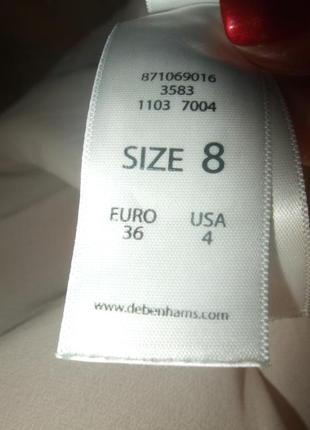 871069016
3583
1103 7004
SIZE 8
EURO USA
36 4
www.debenhams.com